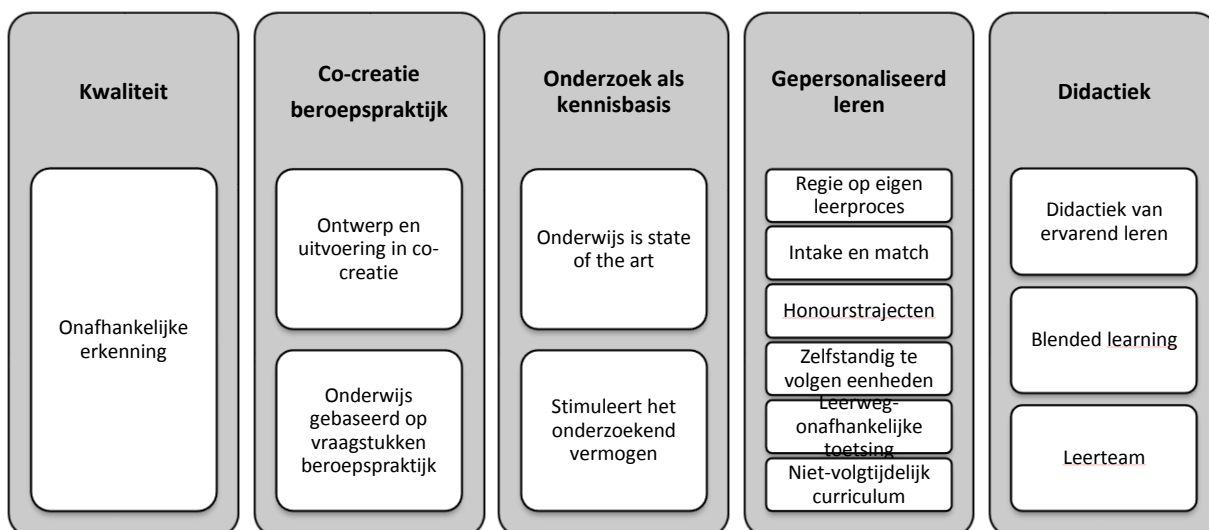 Kwaliteit
Onafhankelijke
erkenning
Co-creatie
beroepspraktijk
Ontwerp en
uitvoering in co-
creatie
Onderwijs
gebaseerd op
vraagstukken
beroepspraktijk
Onderzoek als
kennisbasis
Onderwijs is state
of the art
Stimuleert het
onderzoekend
vermogen
Gepersonaliseerd
leren
Regie op eigen
leerproces
Intake en match
Honourstrajecten
Zelfstandig te
volgen eenheden
Leerweg-
onafhankelijke
toetsing
Niet-volgtijdelijk
curriculum
Didactiek
Didactiek van
ervarend leren
Blended learning
Leerteam